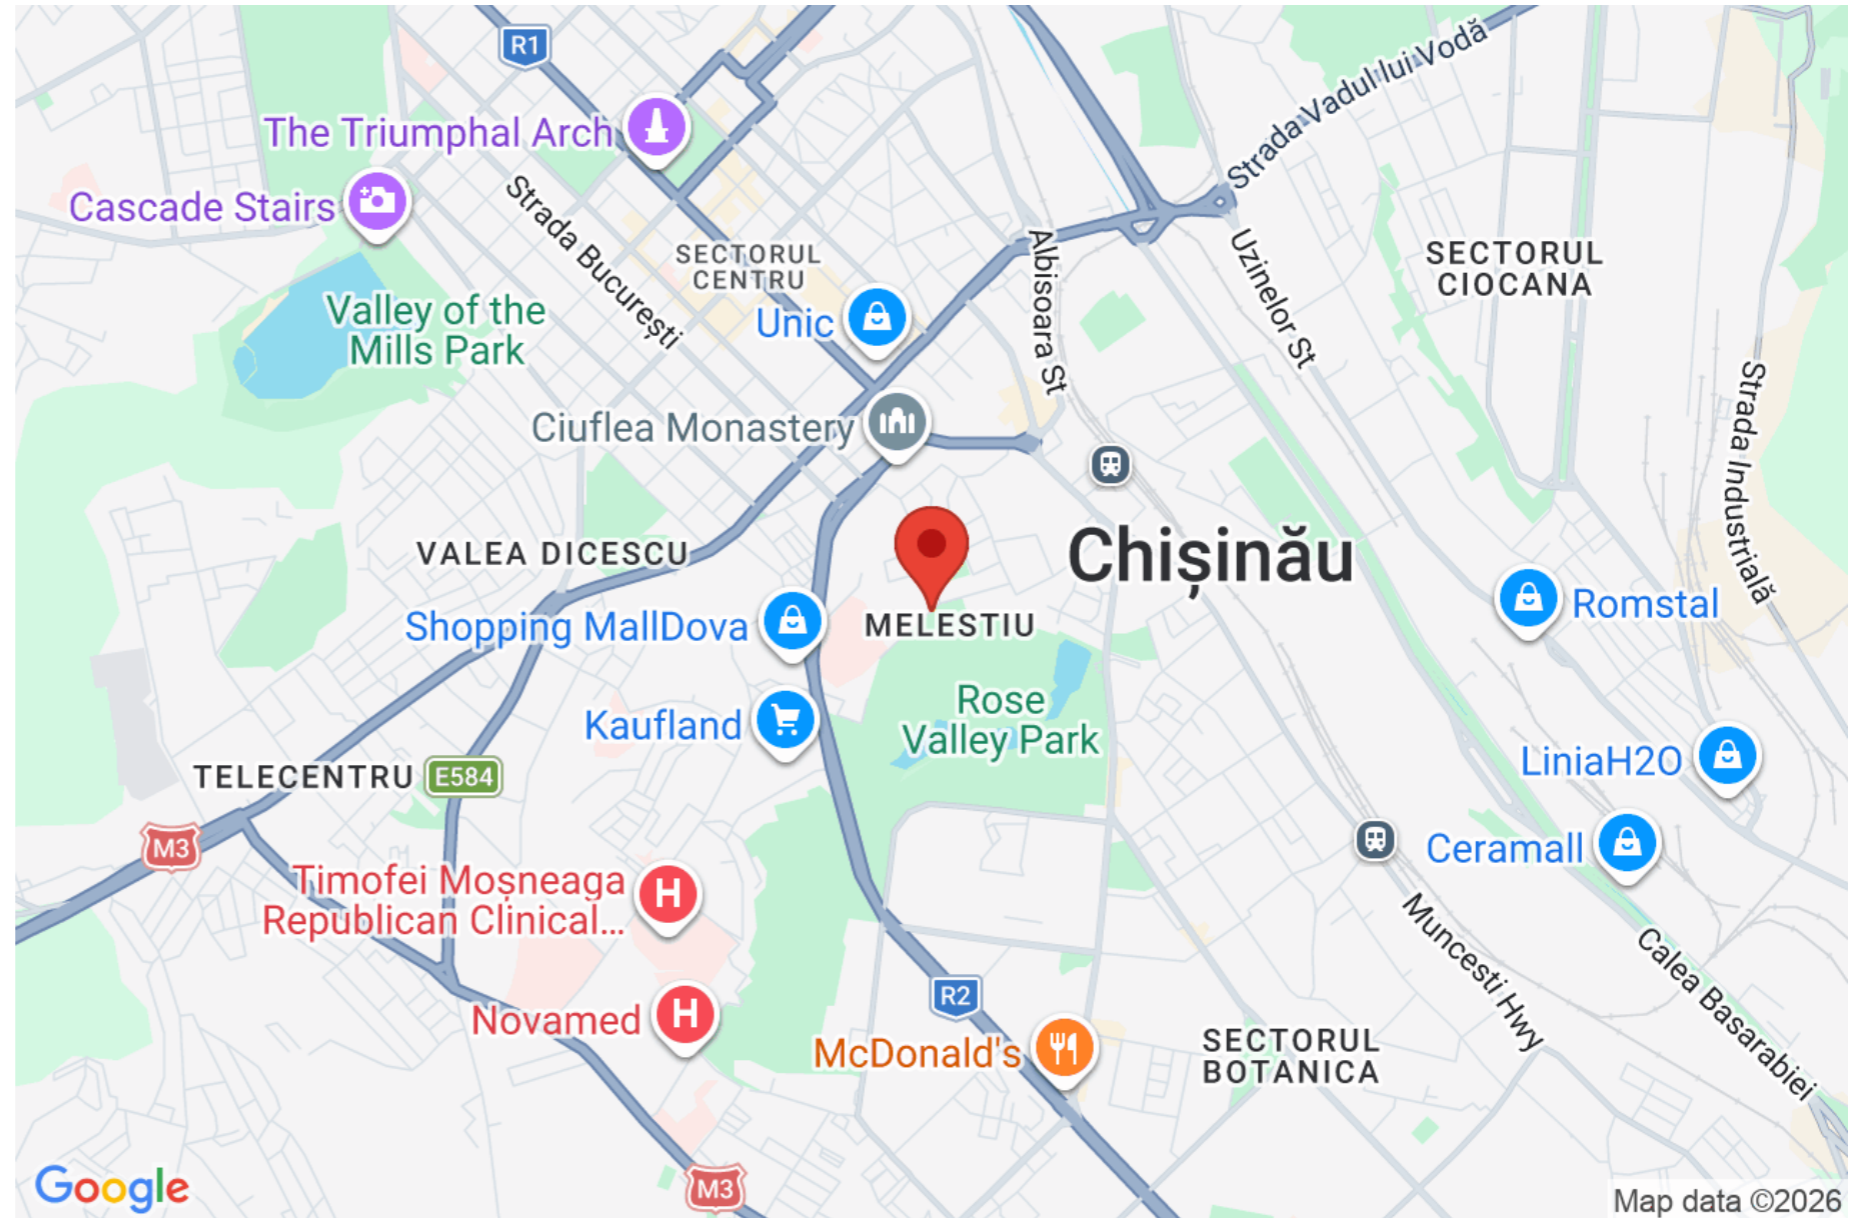 R1
The Triumphal Arch
Cascade Stairs
Strada București
Strada Vadul lui Vodă
SECTORUL
CENTRU
Albisoara St
Uzinelor St
SECTORUL
CIOCANA
Valley of the
Mills Park
Unic
Ciuflea Monastery
Strada Industrială
VALEA DICESCU
Chișinău
Shopping MallDova
MELESTIU
Romstal
Rose
Valley Park
Kaufland
TELECENTRU
E584
LiniaH2O
M3
Ceramall
Timofei Moșneaga
Republican Clinical...
H
Muncesti Hwy
Calea Basarabiei
R2
Novamed
H
McDonald's
SECTORUL
BOTANICA
Google
M3
Map data ©2026